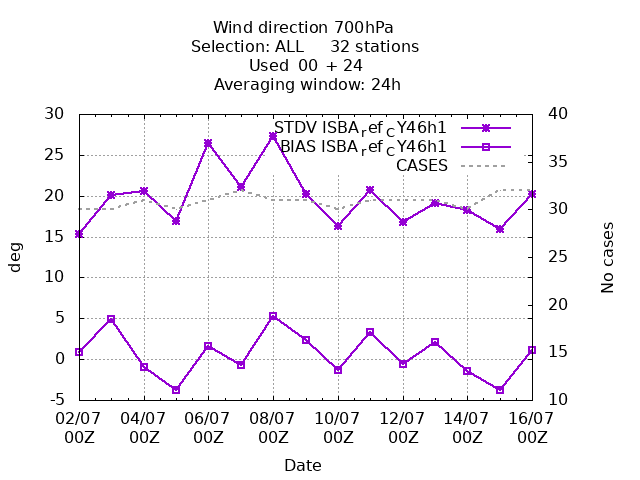 Wind direction 700hPa
Selection: ALL 32 stations
Used 00 + 24
Averaging window: 24h
STDV ISBA_ref_CY46h1
BIAS ISBA_ref_CY46h1
CASES
30
25
20
15
10
5
0
-5
deg
40
35
30
25
20
15
10
No cases
02/07 04/07 06/07 08/07 10/07 12/07 14/07 16/07
00Z 00Z 00Z 00Z 00Z 00Z 00Z 00Z
Date